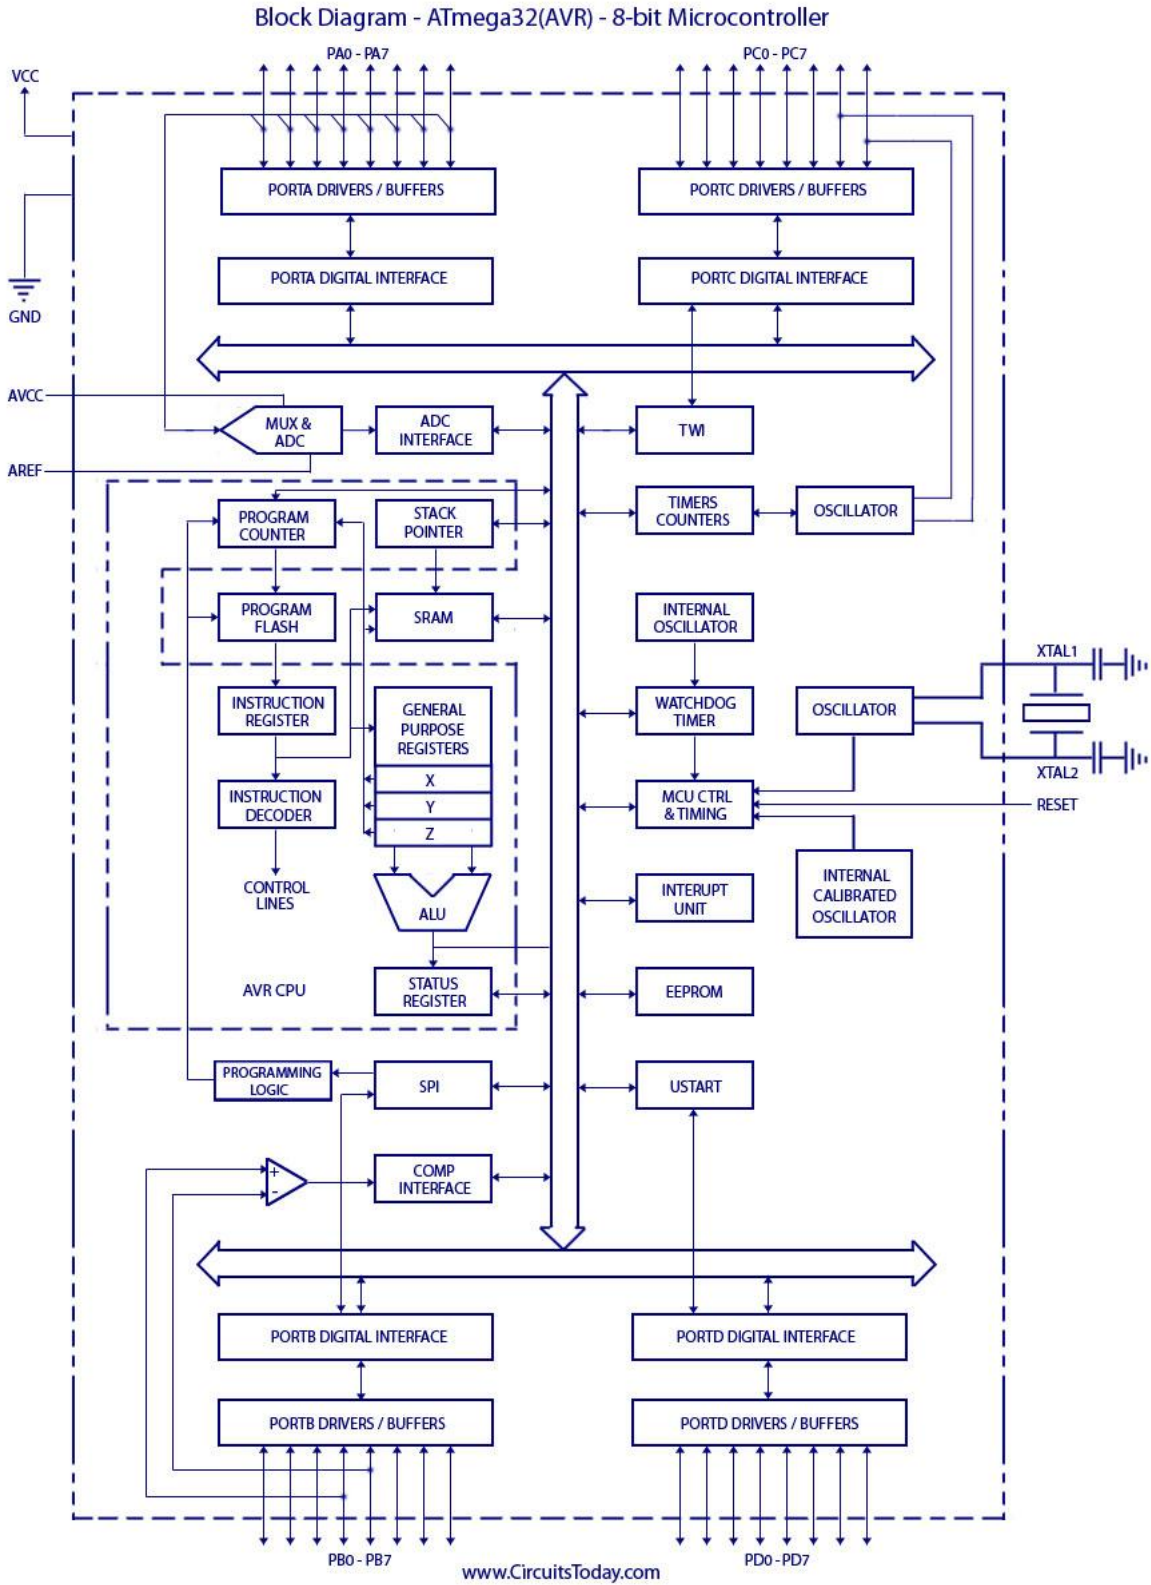 Block Diagram - ATmega32(AVR) - 8-bit Microcontroller
PA0 - PA7
PC0 - PC7
VCC
PORTA DRIVERS / BUFFERS
PORTC DRIVERS / BUFFERS
PORTA DIGITAL INTERFACE
PORTC DIGITAL INTERFACE
GND
AVCC
MUX &
ADC
ADC
INTERFACE
TWI
AREF
PROGRAM
COUNTER
STACK
POINTER
TIMERS
COUNTERS
OSCILLATOR
PROGRAM
FLASH
SRAM
INTERNAL
OSCILLATOR
XTAL1
INSTRUCTION
REGISTER
GENERAL
PURPOSE
REGISTERS
WATCHDOG
TIMER
OSCILLATOR
X
Y
Z
XTAL2
INSTRUCTION
DECODER
MCU CTRL
& TIMING
RESET
CONTROL
LINES
ALU
INTERUPT
UNIT
INTERNAL
CALIBRATED
OSCILLATOR
AVR CPU
STATUS
REGISTER
EEPROM
PROGRAMMING
LOGIC
SPI
USTART
+
-
COMP
INTERFACE
PORTB DIGITAL INTERFACE
PORTD DIGITAL INTERFACE
PORTB DRIVERS / BUFFERS
PORTD DRIVERS / BUFFERS
PB0 - PB7
PD0 - PD7
www.CircuitsToday.com